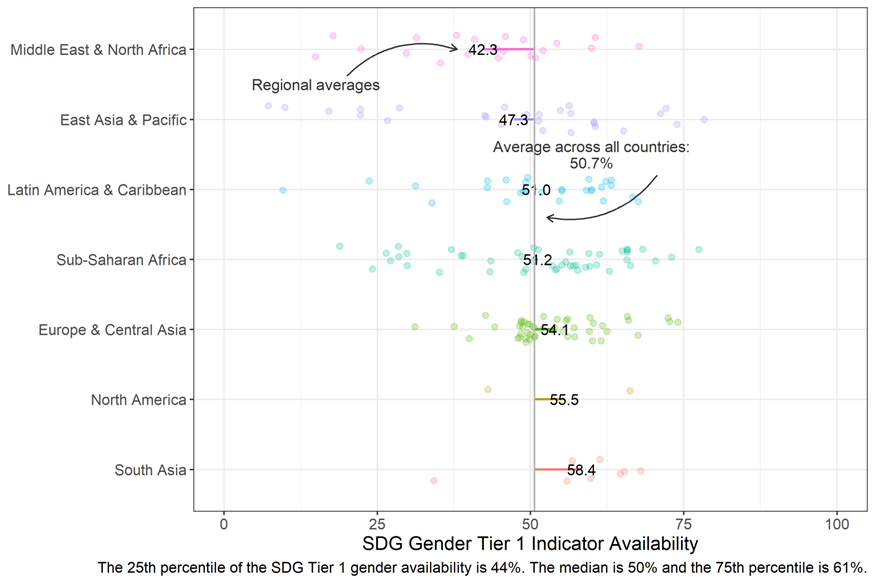 Middle East & North Africa
42.3
Regional averages
East Asia & Pacific
47.3
Average across all countries:
50.7%
Latin America & Caribbean
51.0
Sub-Saharan Africa
51.2
Europe & Central Asia
54.1
North America
55.5
South Asia
58.4
0 25 50 75 100
SDG Gender Tier 1 Indicator Availability
The 25th percentile of the SDG Tier 1 gender availability is 44%. The median is 50% and the 75th percentile is 61%.